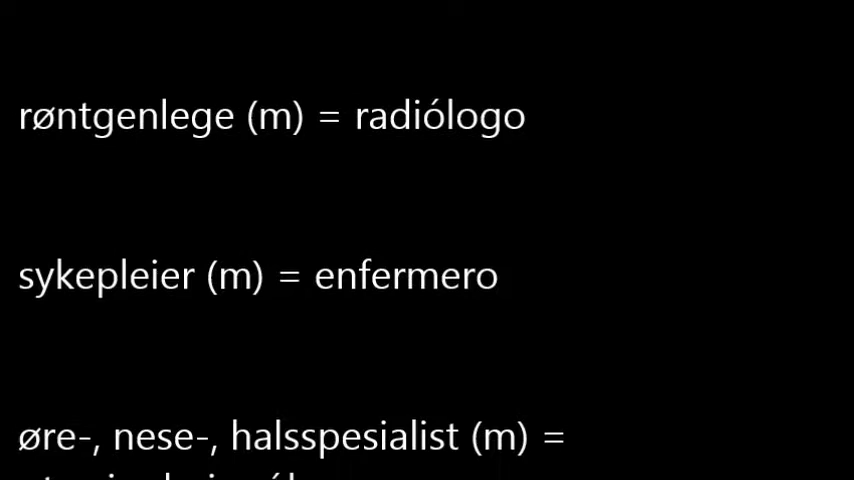 røntgenlege (m) = radiólogo
sykepleier (m) = enfermero
øre-, nese-, halsspesialist (m) =